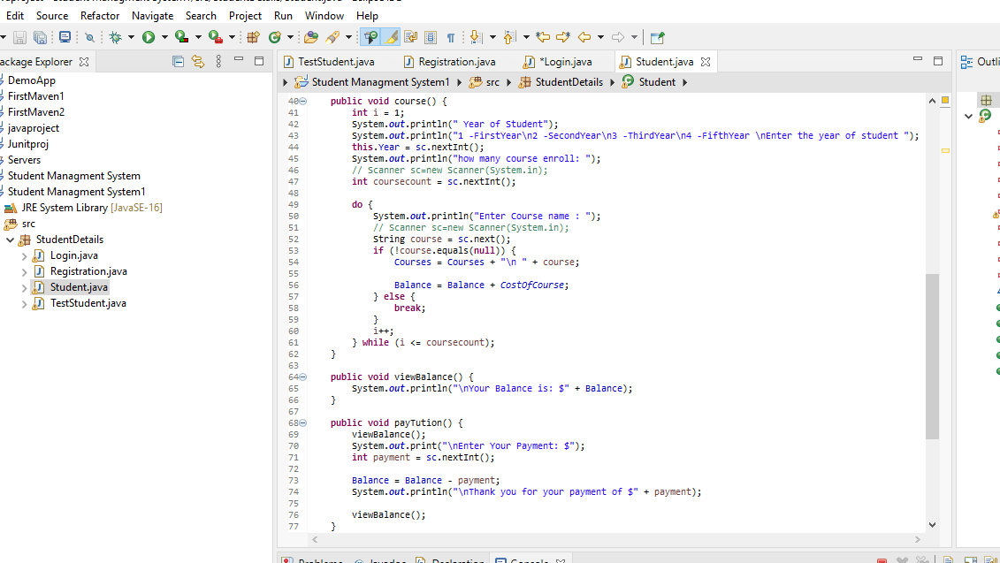 Edit Source Refactor Navigate Search Project Run Window Help
ackage Explorer
DemoApp
FirstMaven1
FirstMaven2
javaproject
Junitproj
Servers
Student Managment System
Student Managment System1
JRE System Library [JavaSE-16]
src
StudentDetails
Login.java
Registration.java
Student.java
TestStudent.java
TestStudent.java Registration.java *Login.java Student.java
Student Managment System1 src StudentDetails Student
40 public void course() {
41 int i = 1;
42 System.out.println(" Year of Student");
43 System.out.println("1 -FirstYear\n2 -SecondYear\n3 -ThirdYear\n4 -FifthYear \nEnter the year of student ");
44 this.Year = sc.nextInt();
45 System.out.println("how many course enroll: ");
46 // Scanner sc=new Scanner(System.in);
47 int coursecount = sc.nextInt();
48
49 do {
50 System.out.println("Enter Course name : ");
51 // Scanner sc=new Scanner(System.in);
52 String course = sc.next();
53 if (!course.equals(null)) {
54 Courses = Courses + "\n " + course;
55
56 Balance = Balance + CostOfCourse;
57 } else {
58 break;
59 }
60 i++;
61 } while (i <= coursecount);
62 }
63
64 public void viewBalance() {
65 System.out.println("\nYour Balance is: $" + Balance);
66 }
67
68 public void payTution() {
69 viewBalance();
70 System.out.print("\nEnter Your Payment: $");
71 int payment = sc.nextInt();
72
73 Balance = Balance - payment;
74 System.out.println("\nThank you for your payment of $" + payment);
75
76 viewBalance();
77 }
Outli
Problems Javadoc Declaration Console